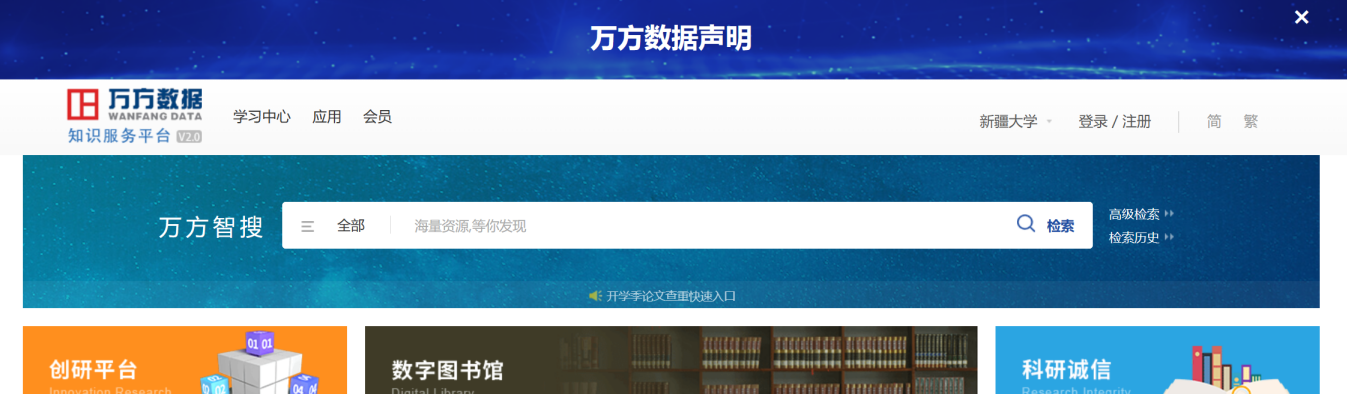 万方数据声明
万方数据
WANFANG DATA
知识服务平台 V2.0
学习中心 应用 会员
新疆大学 登录 / 注册 简 繁
万方智搜 全部 海量资源,等你发现 检索
高级检索
检索历史
开学季论文查重快速入口
创研平台
Innovation Research
01 01
数字图书馆
Digital Library
科研诚信
Research Integrity